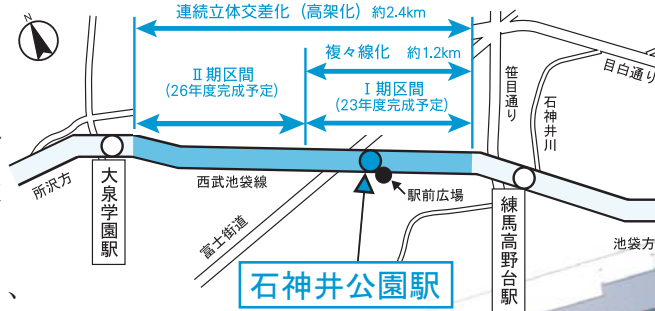 連続立体交差化（高架化）約2.4km
複々線化　約1.2km
Ⅱ期区間
（26年度完成予定）
Ⅰ期区間
（23年度完成予定）
N
笹目通り
石神井川
目白通り
所沢方
大泉学園駅
西武池袋線
富士街道
駅前広場
練馬高野台駅
池袋方
石神井公園駅
、